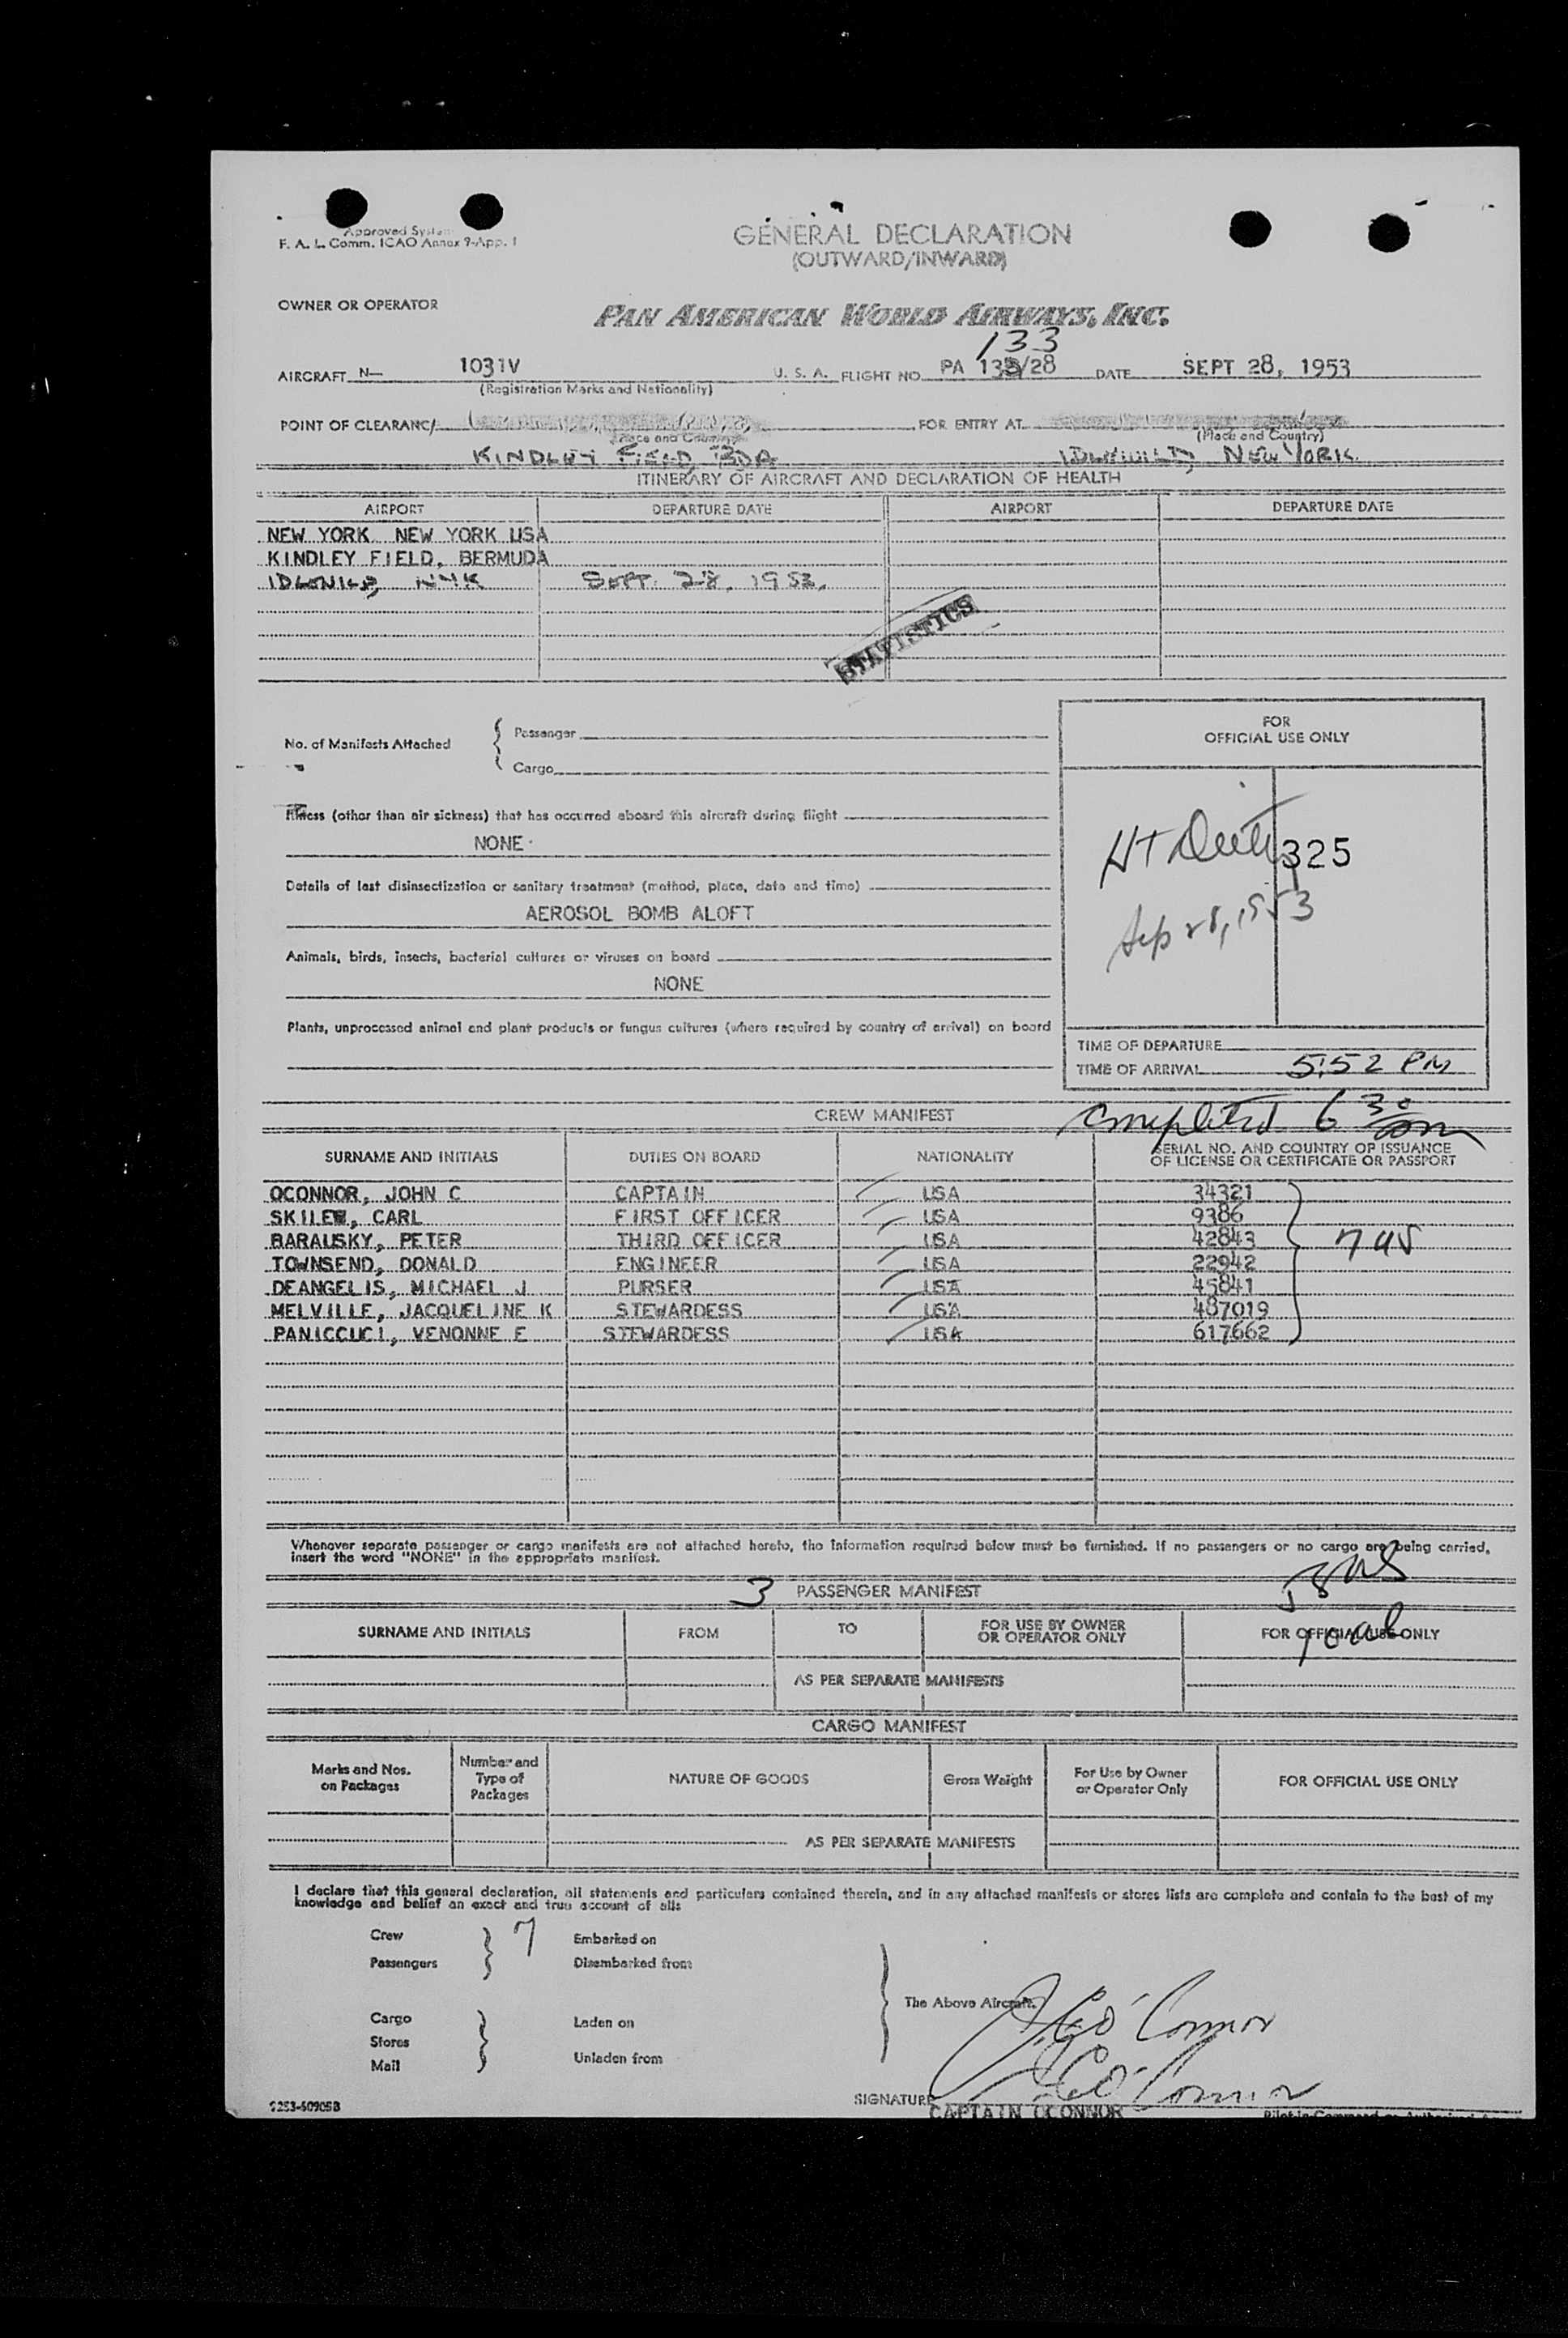 Approved System
F. A. L. Comm. ICAO Annex 9-App. 1
GENERAL DECLARATION
(OUTWARD/INWARD)
OWNER OR OPERATOR
PAN AMERICAN WORLD AIRWAYS, INC.
133
AIRCRAFT N- 1031V U. S. A. FLIGHT NO. PA 133/28 DATE SEPT 28, 1953
(Registration Marks and Nationality)
POINT OF CLEARANCE FOR ENTRY AT
(Place and Country) (Place and Country)
KINDLEY FIELD, BDA IDLEWILD, NEW YORK.
ITINERARY OF AIRCRAFT AND DECLARATION OF HEALTH
AIRPORT DEPARTURE DATE AIRPORT DEPARTURE DATE
NEW YORK NEW YORK USA
KINDLEY FIELD, BERMUDA
IDLEWILD, NYK SEPT. 28, 1953.
STATISTICS
No. of Manifests Attached { Passenger
Cargo
FOR
OFFICIAL USE ONLY
Illness (other than air sickness) that has occurred aboard this aircraft during flight
NONE
325
Sep 28, 1953
Details of last disinsectization or sanitary treatment (method, place, date and time)
AEROSOL BOMB ALOFT
Animals, birds, insects, bacterial cultures or viruses on board
NONE
Plants, unprocessed animal and plant products or fungus cultures (where required by country of arrival) on board
TIME OF DEPARTURE
TIME OF ARRIVAL 5:52 PM
CREW MANIFEST completed 6 30 pm
SURNAME AND INITIALS DUTIES ON BOARD NATIONALITY SERIAL NO. AND COUNTRY OF ISSUANCE
OF LICENSE OR CERTIFICATE OR PASSPORT
OCONNOR, JOHN C CAPTAIN USA 34321
SKILEW, CARL FIRST OFFICER USA 9386
BARAUSKY, PETER THIRD OFFICER USA 42843 7 US
TOWNSEND, DONALD ENGINEER USA 22942
DEANGELIS, MICHAEL J PURSER USA 45841
MELVILLE, JACQUELINE K STEWARDESS USA 487019
PANICCUCI, VENONNE E STEWARDESS USA 617662
Whenever separate passenger or cargo manifests are not attached hereto, the information required below must be furnished. If no passengers or no cargo are being carried,
insert the word "NONE" in the appropriate manifest.
3 PASSENGER MANIFEST
SURNAME AND INITIALS FROM TO FOR USE BY OWNER
OR OPERATOR ONLY FOR OFFICIAL USE ONLY
AS PER SEPARATE MANIFESTS
CARGO MANIFEST
Marks and Nos.
on Packages Number and
Type of
Packages NATURE OF GOODS Gross Weight For Use by Owner
or Operator Only FOR OFFICIAL USE ONLY
AS PER SEPARATE MANIFESTS
I declare that this general declaration, all statements and particulars contained therein, and in any attached manifests or stores lists are complete and contain to the best of my
knowledge and belief an exact and true account of all:
Crew 7 Embarked on
Passengers Disembarked from
The Above Aircraft.
J.C. O'Connor
Cargo Laden on
Stores
Mail Unladen from
J.C. O'Connor
SIGNATURE
CAPTAIN OCONNOR
9253-60905B